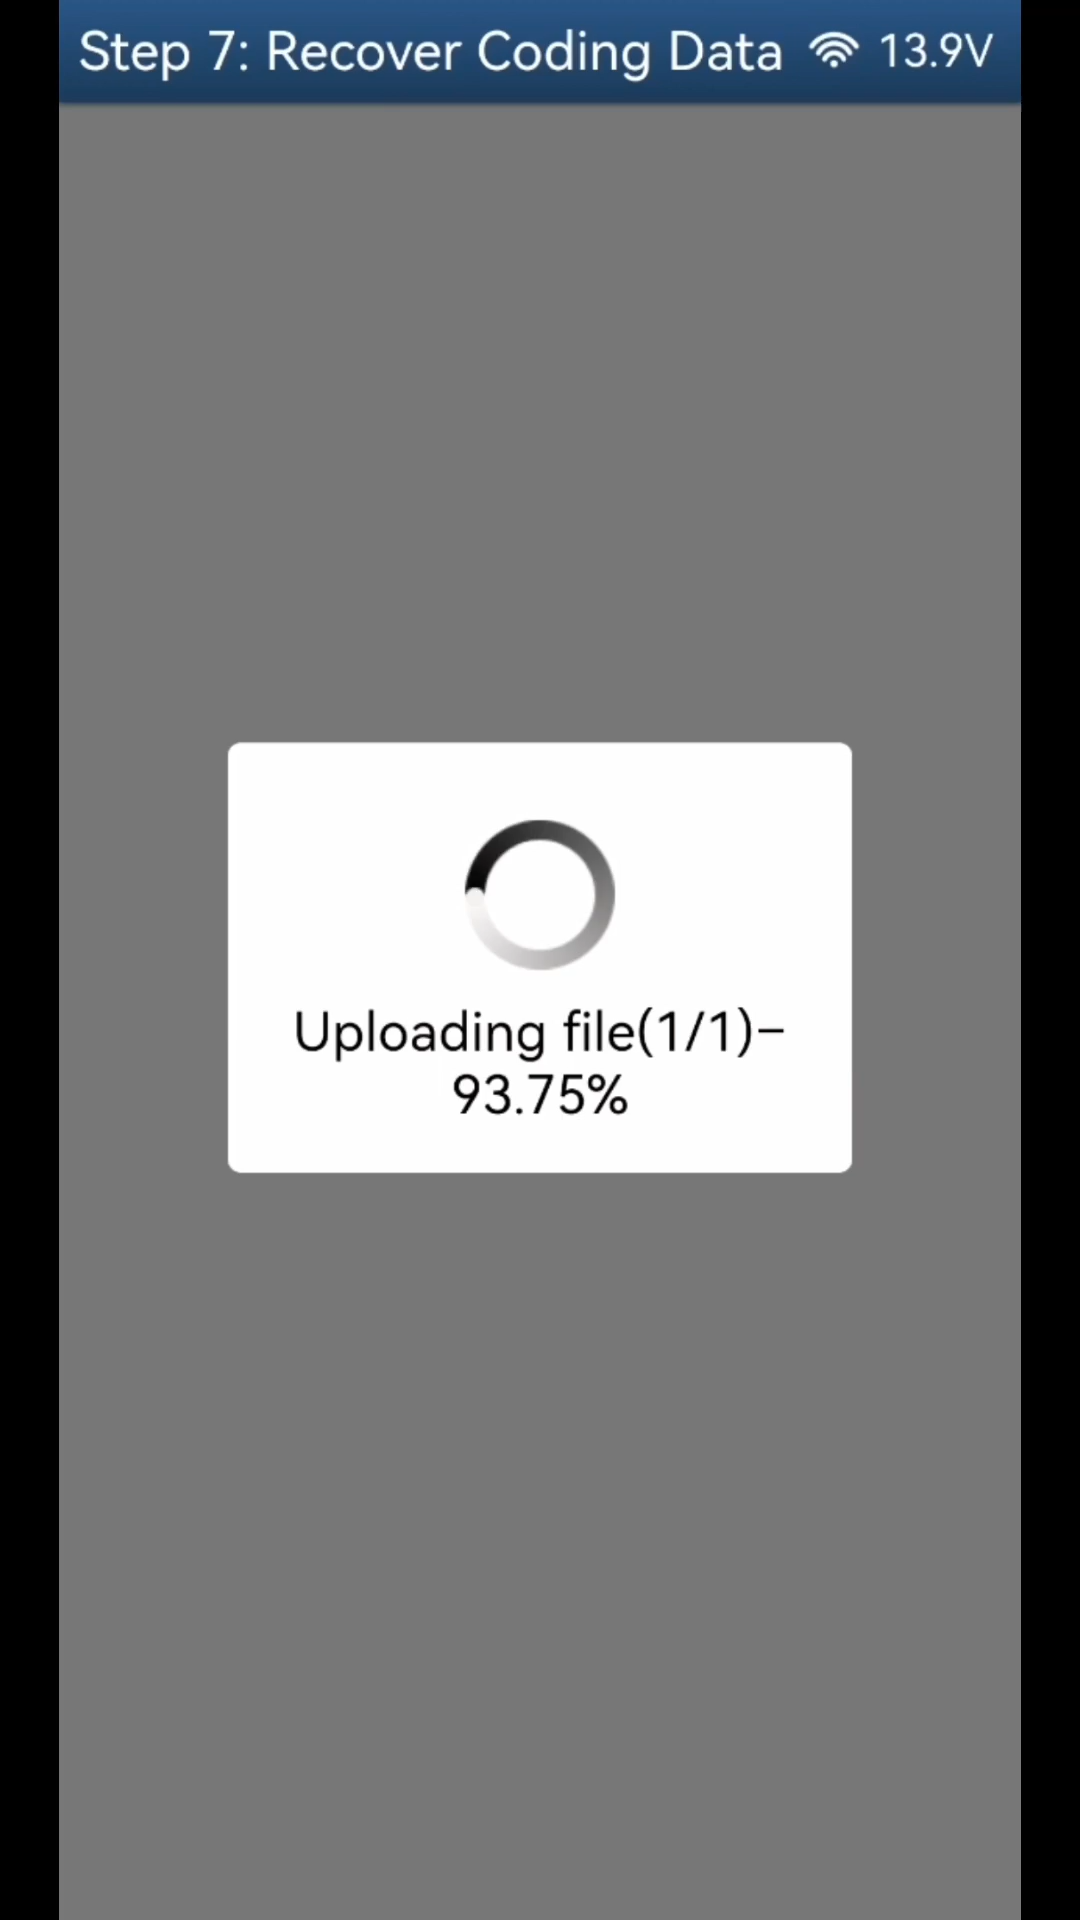 Step 7: Recover Coding Data 13.9V
Uploading file(1/1)–
93.75%